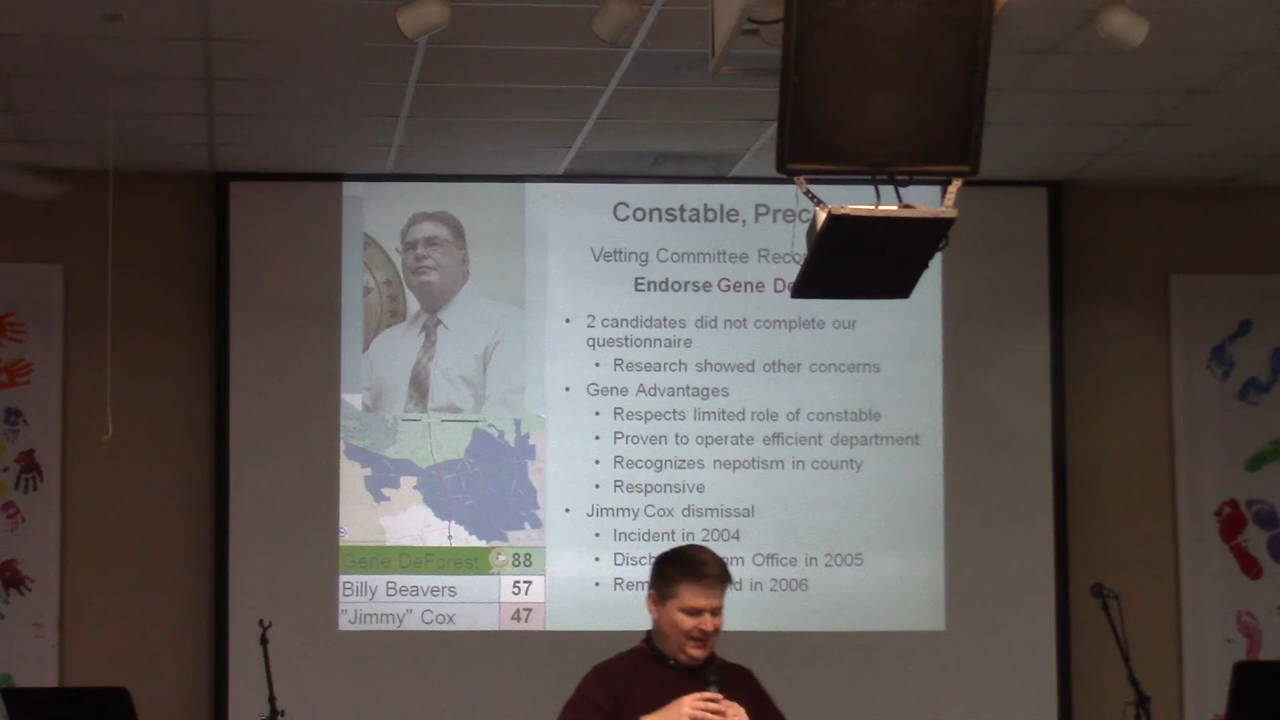 Constable, Prec
Vetting Committee Reco
Endorse Gene De
• 2 candidates did not complete our
questionnaire
• Research showed other concerns
• Gene Advantages
• Respects limited role of constable
• Proven to operate efficient department
• Recognizes nepotism in county
• Responsive
• Jimmy Cox dismissal
• Incident in 2004
• Disch om Office in 2005
• Rem d in 2006
Gene DeForest 88
Billy Beavers 57
"Jimmy" Cox 47